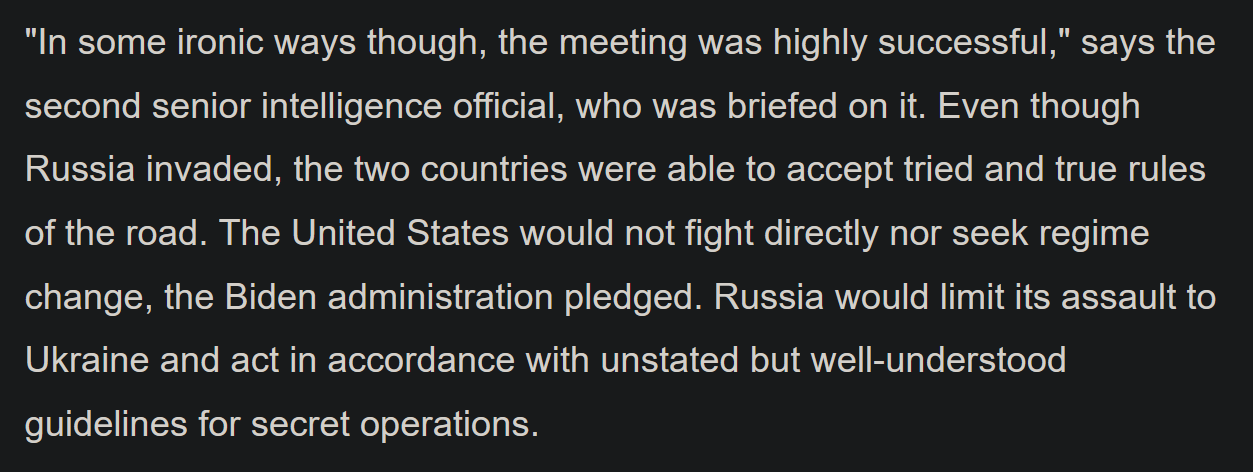 "In some ironic ways though, the meeting was highly successful," says the
second senior intelligence official, who was briefed on it. Even though
Russia invaded, the two countries were able to accept tried and true rules
of the road. The United States would not fight directly nor seek regime
change, the Biden administration pledged. Russia would limit its assault to
Ukraine and act in accordance with unstated but well-understood
guidelines for secret operations.